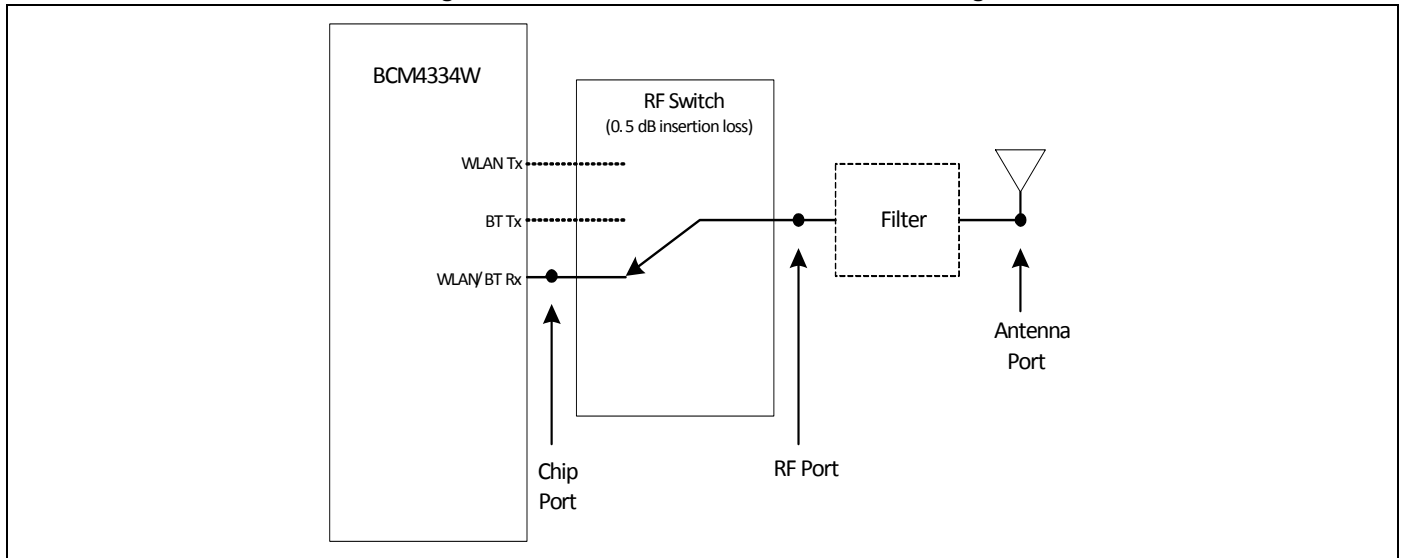 BCM4334W
RF Switch
(0.5 dB insertion loss)
WLAN Tx
BT Tx
Filter
WLAN/BT Rx
Antenna
Port
Chip
Port
RF Port